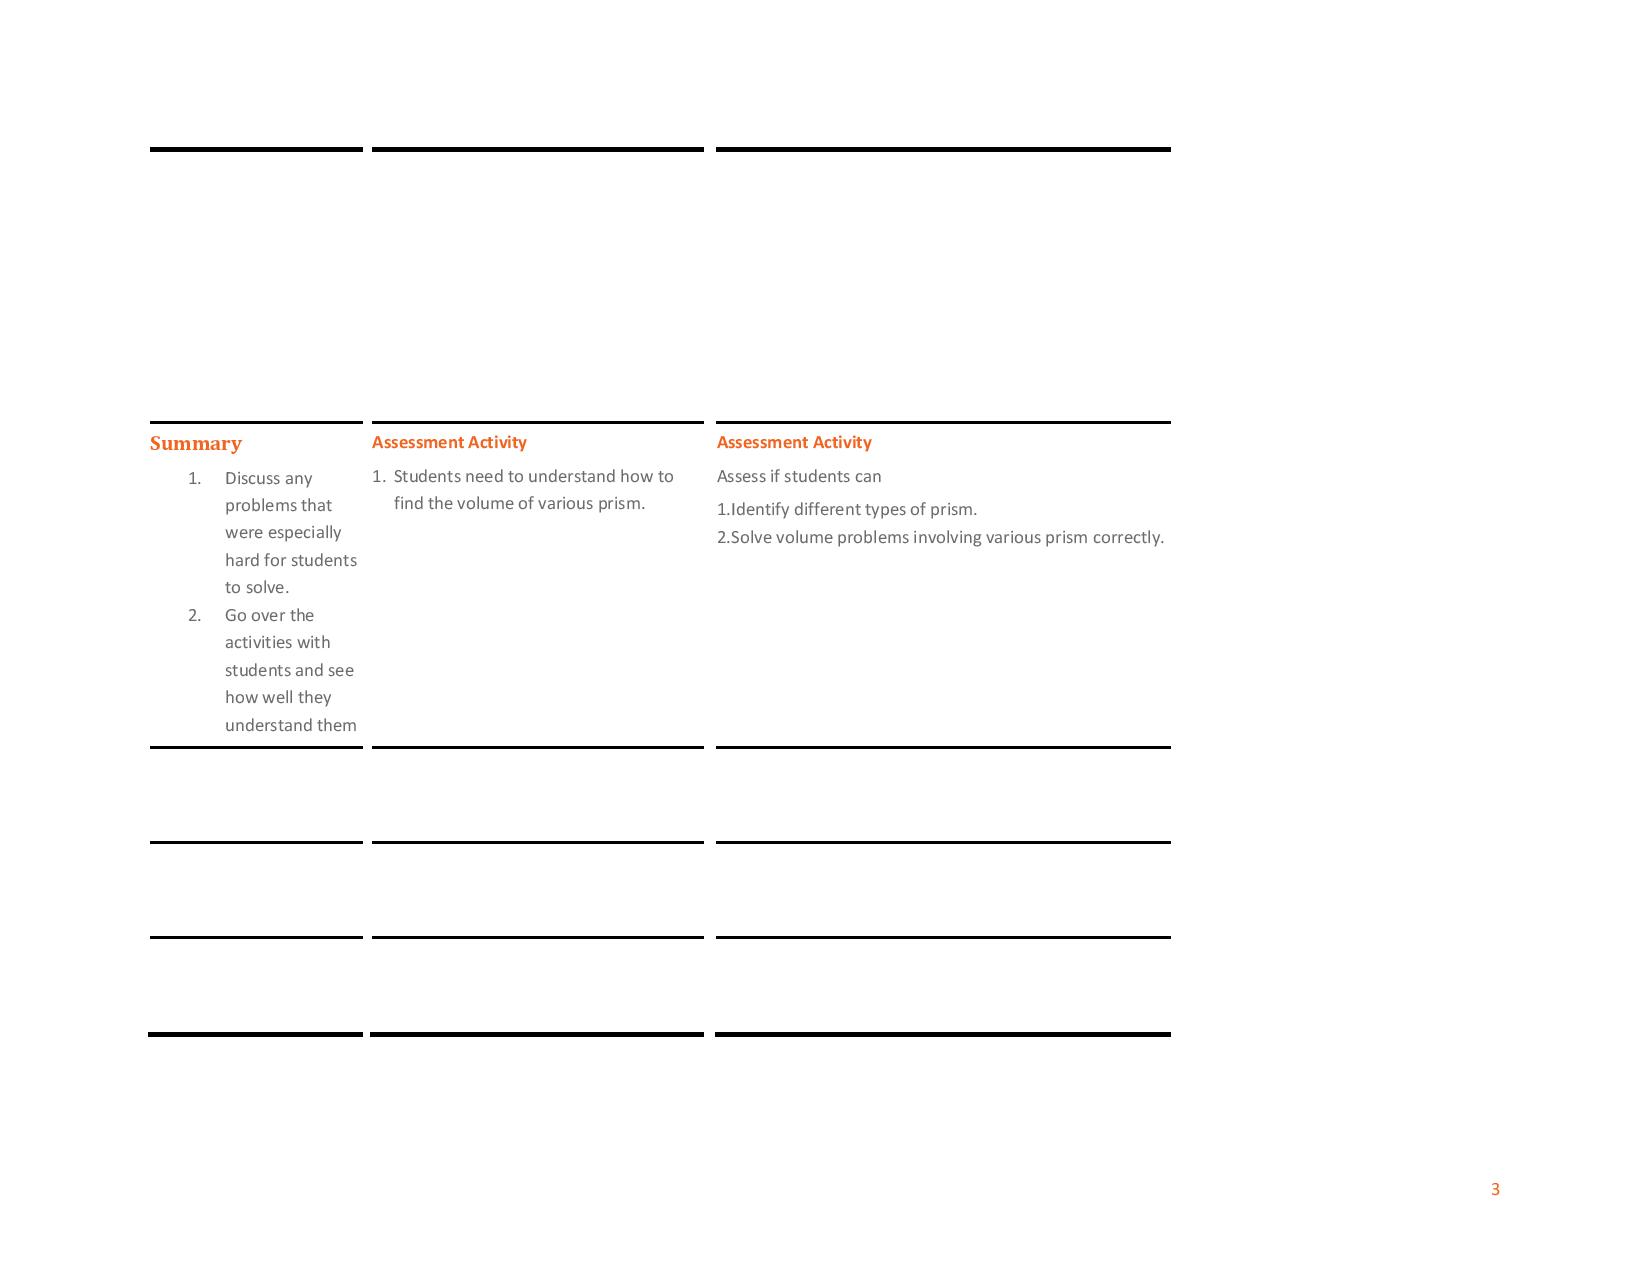 Summary
1. Discuss any
problems that
were especially
hard for students
to solve.
2. Go over the
activities with
students and see
how well they
understand them
Assessment Activity
1. Students need to understand how to
find the volume of various prism.
Assessment Activity
Assess if students can
1.Identify different types of prism.
2.Solve volume problems involving various prism correctly.
3